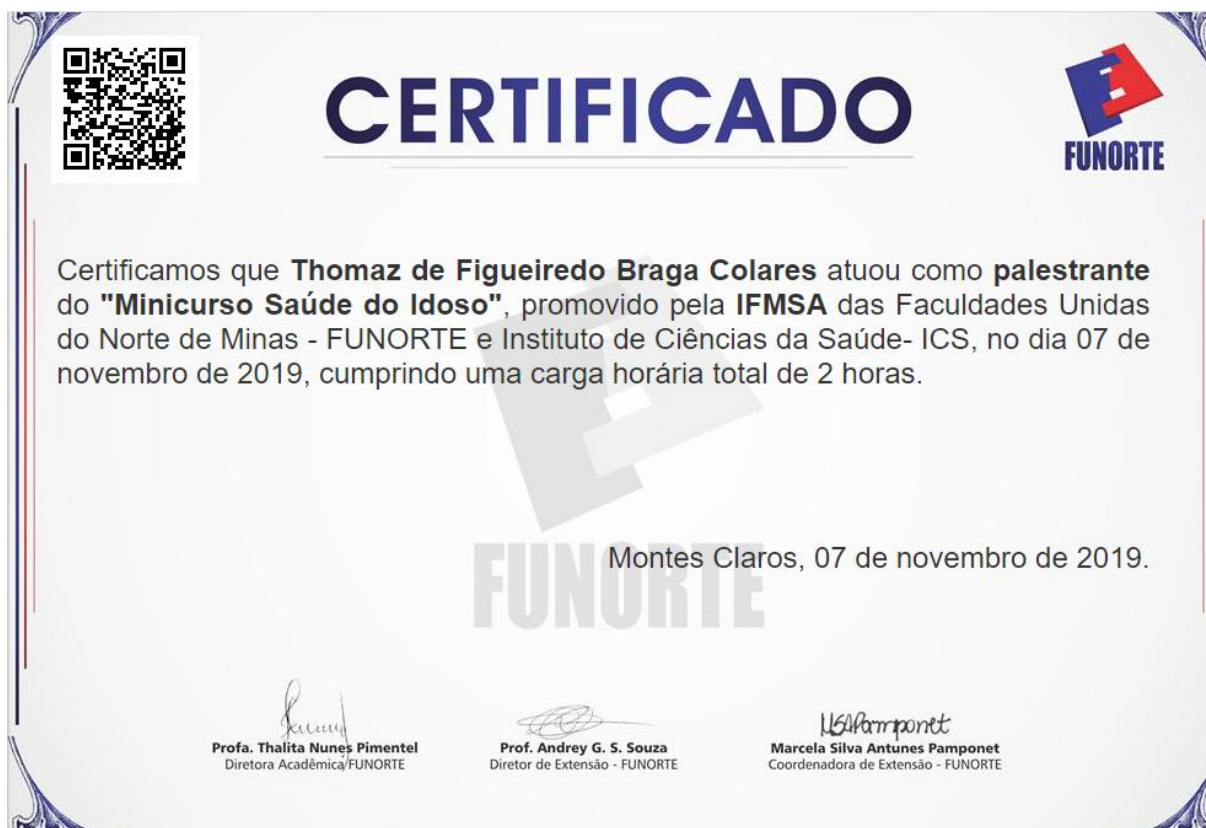 CERTIFICADO
FUNORTE
Certificamos que Thomaz de Figueiredo Braga Colares atuou como palestrante
do "Minicurso Saúde do Idoso", promovido pela IFMSA das Faculdades Unidas
do Norte de Minas - FUNORTE e Instituto de Ciências da Saúde- ICS, no dia 07 de
novembro de 2019, cumprindo uma carga horária total de 2 horas.
Montes Claros, 07 de novembro de 2019.
FUNORTE
MSAPamponet
Profa. Thalita Nunes Pimentel
Diretora Acadêmica/FUNORTE
Prof. Andrey G. S. Souza
Diretor de Extensão - FUNORTE
Marcela Silva Antunes Pamponet
Coordenadora de Extensão - FUNORTE